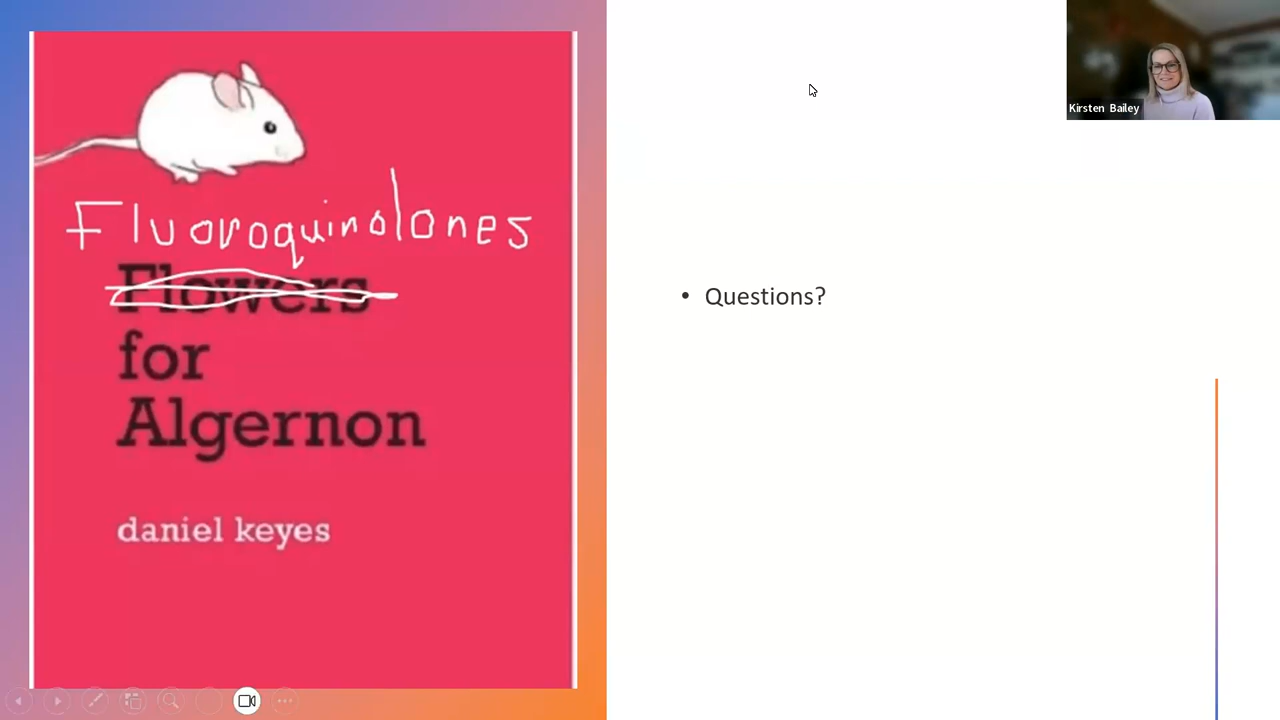 Fluoroquinolones
Flowers
for
Algernon
daniel keyes
• Questions?
Kirsten Bailey